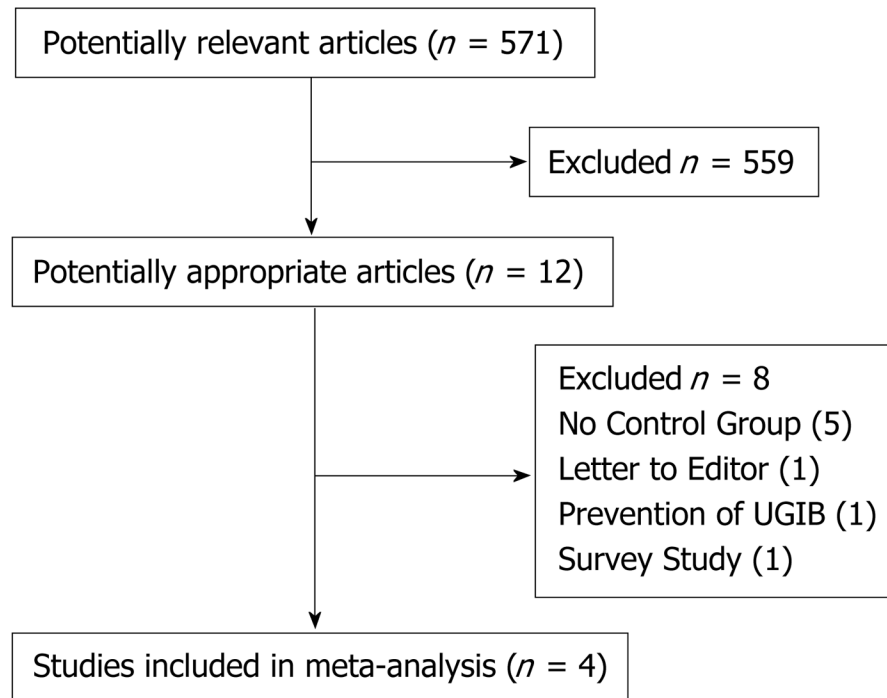 Potentially relevant articles (n = 571)
Excluded n = 559
Potentially appropriate articles (n = 12)
Excluded n = 8
No Control Group (5)
Letter to Editor (1)
Prevention of UGIB (1)
Survey Study (1)
Studies included in meta-analysis (n = 4)